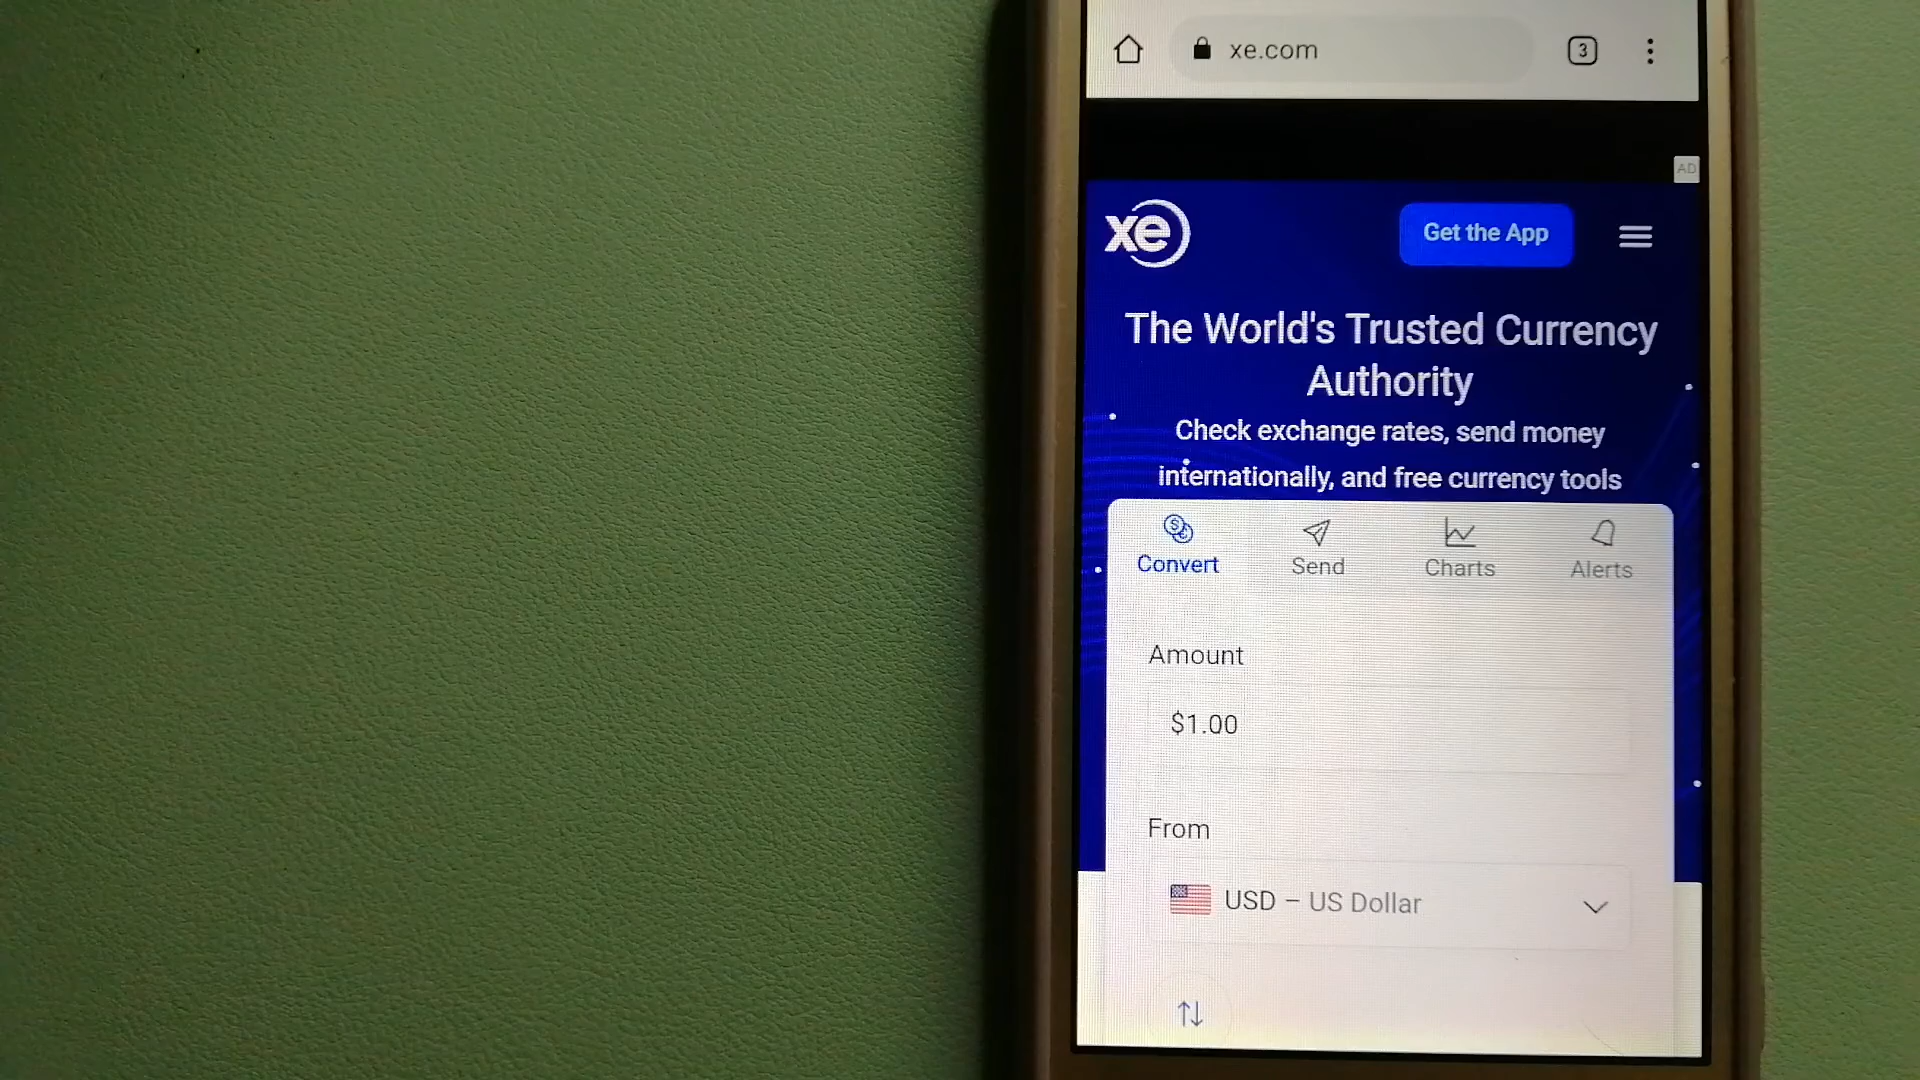 xe.com
3
AD
xe
Get the App
The World's Trusted Currency
Authority
Check exchange rates, send money
internationally, and free currency tools
Convert
Send
Charts
Alerts
Amount
$1.00
From
USD – US Dollar